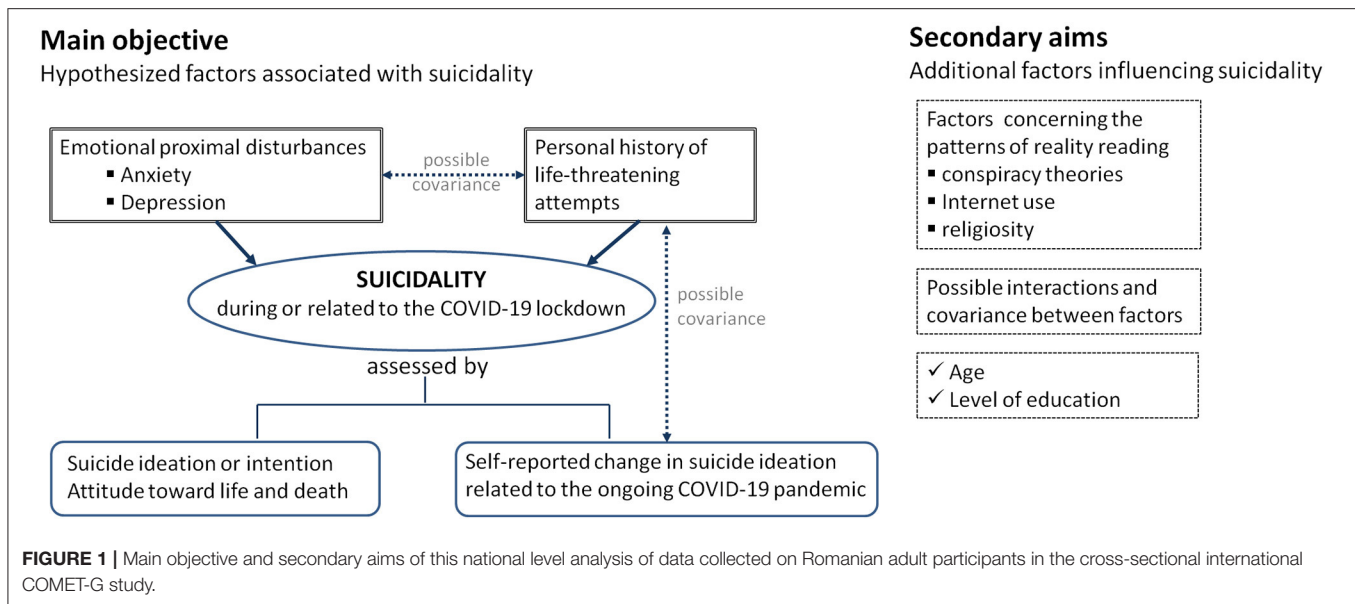 Main objective
Hypothesized factors associated with suicidality
Emotional proximal disturbances
▪ Anxiety
▪ Depression
possible
covariance
Personal history of
life-threatening
attempts
SUICIDALITY
during or related to the COVID-19 lockdown
possible
covariance
assessed by
Suicide ideation or intention
Attitude toward life and death
Self-reported change in suicide ideation
related to the ongoing COVID-19 pandemic
Secondary aims
Additional factors influencing suicidality
Factors concerning the
patterns of reality reading
▪ conspiracy theories
▪ Internet use
▪ religiosity
Possible interactions and
covariance between factors
✓ Age
✓ Level of education
FIGURE 1 | Main objective and secondary aims of this national level analysis of data collected on Romanian adult participants in the cross-sectional international
COMET-G study.